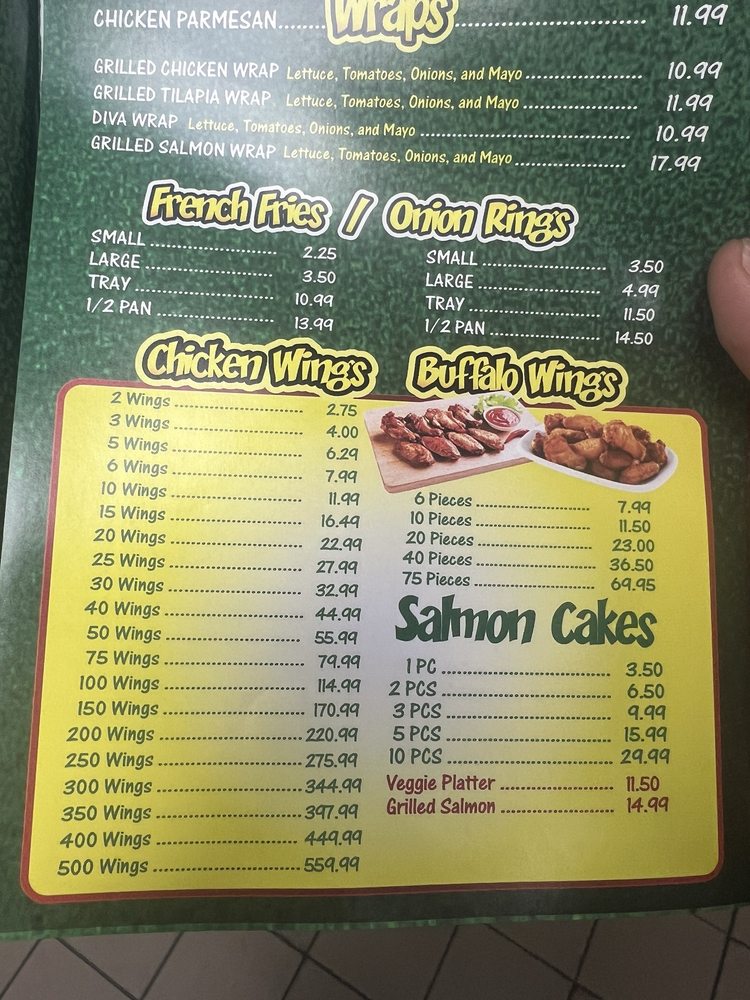 CHICKEN PARMESAN 11.99
Wraps
GRILLED CHICKEN WRAP Lettuce, Tomatoes, Onions, and Mayo 10.99
GRILLED TILAPIA WRAP Lettuce, Tomatoes, Onions, and Mayo 11.99
DIVA WRAP Lettuce, Tomatoes, Onions, and Mayo 10.99
GRILLED SALMON WRAP Lettuce, Tomatoes, Onions, and Mayo 17.99
French Fries / Onion Rings
SMALL 2.25
LARGE 3.50
TRAY 10.99
1/2 PAN 13.99
SMALL 3.50
LARGE 4.99
TRAY 11.50
1/2 PAN 14.50
Chicken Wings
2 Wings 2.75
3 Wings 4.00
5 Wings 6.29
6 Wings 7.99
10 Wings 11.99
15 Wings 16.49
20 Wings 22.99
25 Wings 27.99
30 Wings 32.99
40 Wings 44.99
50 Wings 55.99
75 Wings 79.99
100 Wings 114.99
150 Wings 170.99
200 Wings 220.99
250 Wings 275.99
300 Wings 344.99
350 Wings 397.99
400 Wings 449.99
500 Wings 559.99
Buffalo Wings
6 Pieces 7.99
10 Pieces 11.50
20 Pieces 23.00
40 Pieces 36.50
75 Pieces 69.95
Salmon Cakes
1 PC 3.50
2 PCS 6.50
3 PCS 9.99
5 PCS 15.99
10 PCS 29.99
Veggie Platter 11.50
Grilled Salmon 14.99